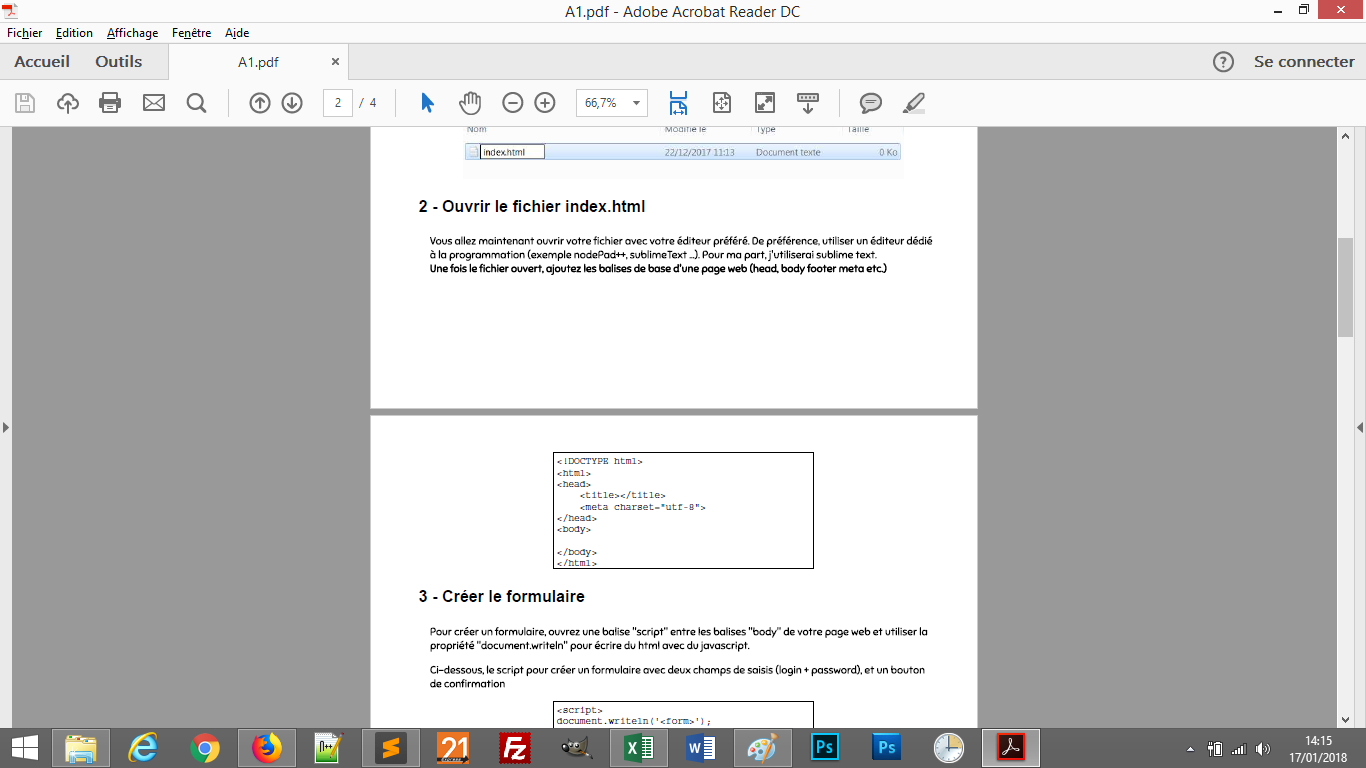 A1.pdf - Adobe Acrobat Reader DC
Fichier Edition Affichage Fenêtre Aide
Accueil Outils A1.pdf × ? Se connecter
2 / 4 66,7%
Nom Modifié le Type Taille
index.html 22/12/2017 11:13 Document texte 0 Ko
2 - Ouvrir le fichier index.html
Vous allez maintenant ouvrir votre fichier avec votre éditeur préféré. De préférence, utiliser un éditeur dédié
à la programmation (exemple nodePad++, sublimeText ...). Pour ma part, j'utiliserai sublime text.
Une fois le fichier ouvert, ajoutez les balises de base d'une page web (head, body footer meta etc.)
<!DOCTYPE html>
<html>
<head>
<title></title>
<meta charset="utf-8">
</head>
<body>
</body>
</html>
3 - Créer le formulaire
Pour créer un formulaire, ouvrez une balise "script" entre les balises "body" de votre page web et utiliser la
propriété "document.writeln" pour écrire du html avec du javascript.
Ci-dessous, le script pour créer un formulaire avec deux champs de saisis (login + password), et un bouton
de confirmation
<script>
document.writeln('<form>');
N++ S 21 Fz X W Ps Ps
14:15
17/01/2018